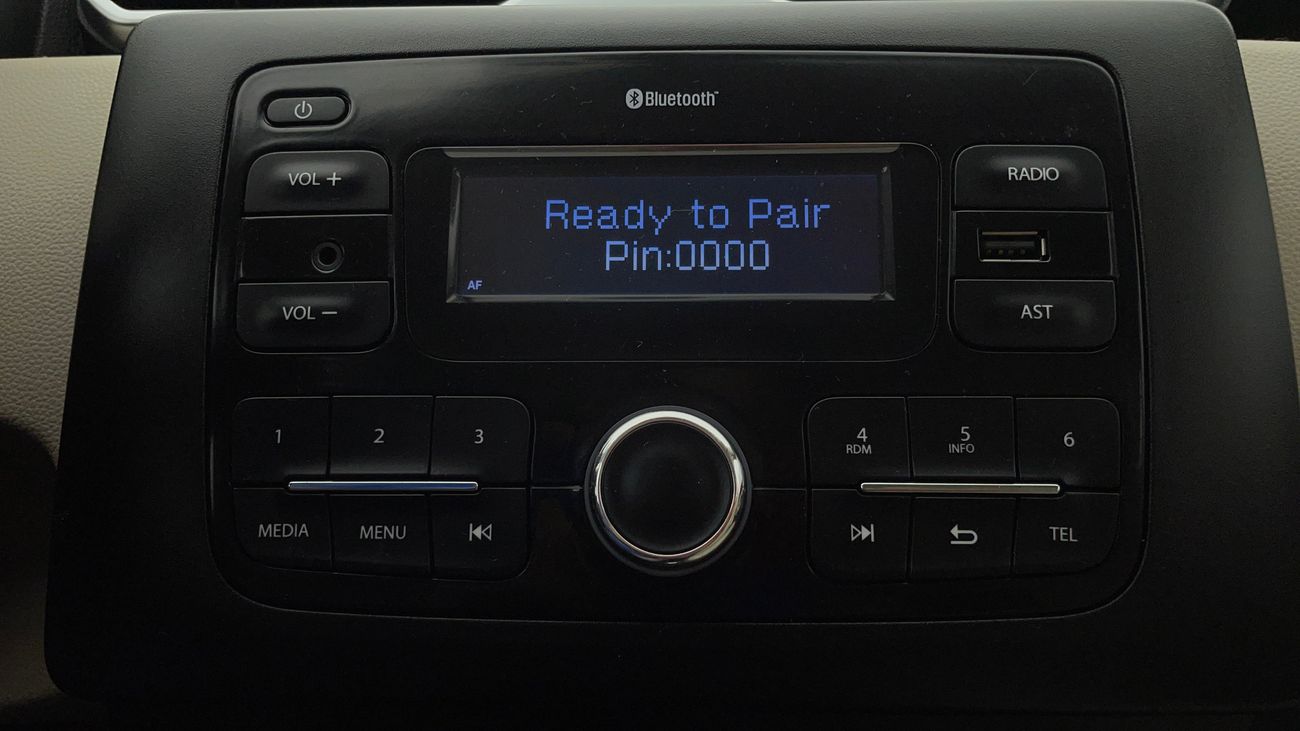 Bluetooth™
VOL +
RADIO
Ready to Pair
Pin:0000
AF
VOL −
AST
1
2
3
4
RDM
5
INFO
6
MEDIA
MENU
TEL